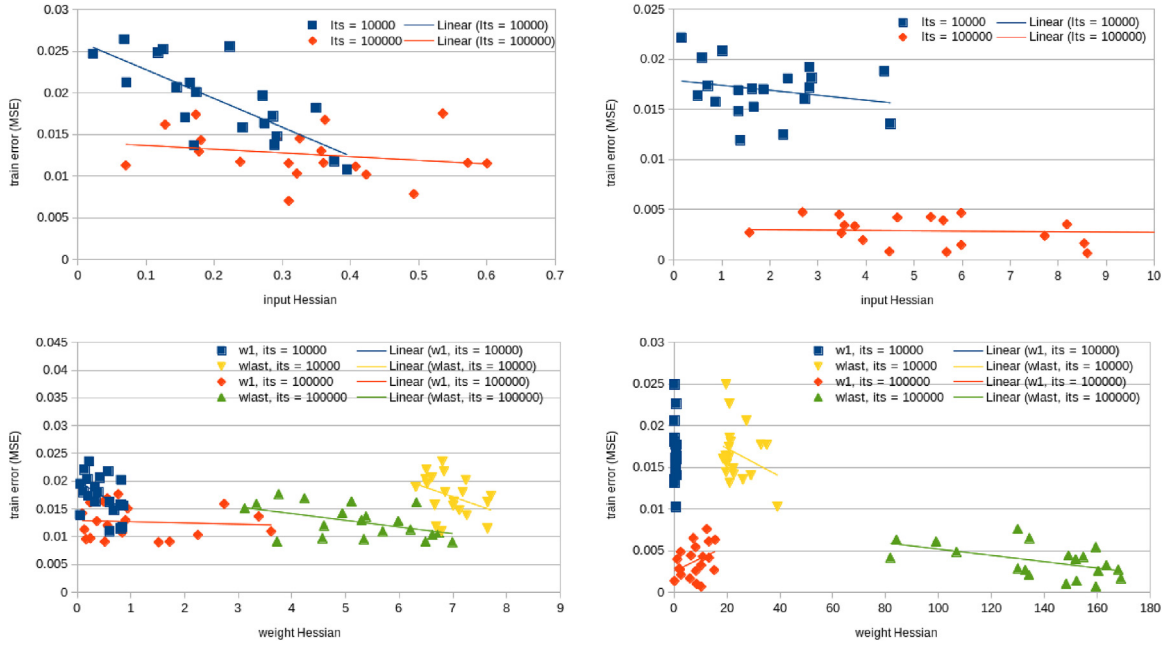 0.03
0.025
0.02
0.015
0.01
0.005
0
train error (MSE)
0 0.1 0.2 0.3 0.4 0.5 0.6 0.7
input Hessian
Its = 10000 Linear (Its = 10000)
Its = 100000 Linear (Its = 100000)
0.025
0.02
0.015
0.01
0.005
0
train error (MSE)
0 1 2 3 4 5 6 7 8 9 10
input Hessian
Its = 10000 Linear (Its = 10000)
Its = 100000 Linear (Its = 100000)
0.045
0.04
0.035
0.03
0.025
0.02
0.015
0.01
0.005
0
train error (MSE)
0 1 2 3 4 5 6 7 8 9
weight Hessian
w1, its = 10000 Linear (w1, its = 10000)
wlast, its = 10000 Linear (wlast, its = 10000)
w1, its = 100000 Linear (w1, its = 100000)
wlast, its = 100000 Linear (wlast, its = 100000)
0.03
0.025
0.02
0.015
0.01
0.005
0
train error (MSE)
0 20 40 60 80 100 120 140 160 180
weight Hessian
w1, its = 10000 Linear (w1, its = 10000)
wlast, its = 10000 Linear (wlast, its = 10000)
w1, its = 100000 Linear (w1, its = 100000)
wlast, its = 100000 Linear (wlast, its = 100000)